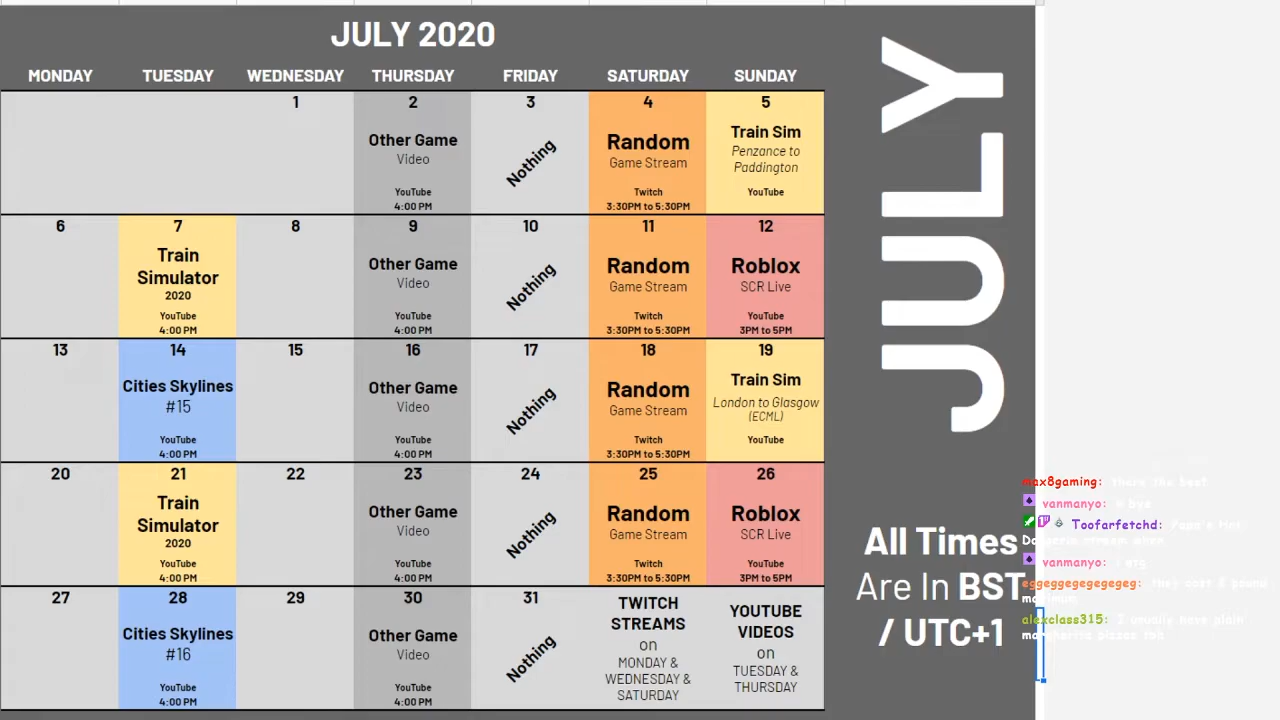 JULY 2020
MONDAY TUESDAY WEDNESDAY THURSDAY FRIDAY SATURDAY SUNDAY
1
2
Other Game
Video
YouTube
4:00 PM
3
Nothing
4
Random
Game Stream
Twitch
3:30PM to 5:30PM
5
Train Sim
Penzance to
Paddington
YouTube
6
7
Train
Simulator
2020
YouTube
4:00 PM
8
9
Other Game
Video
YouTube
4:00 PM
10
Nothing
11
Random
Game Stream
Twitch
3:30PM to 5:30PM
12
Roblox
SCR Live
YouTube
3PM to 5PM
13
14
Cities Skylines
#15
YouTube
4:00 PM
15
16
Other Game
Video
YouTube
4:00 PM
17
Nothing
18
Random
Game Stream
Twitch
3:30PM to 5:30PM
19
Train Sim
London to Glasgow
(ECML)
YouTube
20
21
Train
Simulator
2020
YouTube
4:00 PM
22
23
Other Game
Video
YouTube
4:00 PM
24
Nothing
25
Random
Game Stream
Twitch
3:30PM to 5:30PM
26
Roblox
SCR Live
YouTube
3PM to 5PM
27
28
Cities Skylines
#16
YouTube
4:00 PM
29
30
Other Game
Video
YouTube
4:00 PM
31
Nothing
TWITCH
STREAMS
on
MONDAY &
WEDNESDAY &
SATURDAY
YOUTUBE
VIDEOS
on
TUESDAY &
THURSDAY
JULY
All Times
Are In BST
/ UTC+1
max8gaming: the best
vanmanyo: bye
Toofarfetchd:
vanmanyo:
eggeggegegegegeg: they cost
maximum
alexclass315: I usually have plain